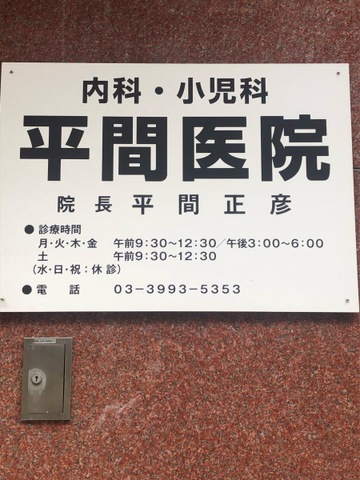 内科・小児科
平間医院
院長 平間正彦
●診療時間
月・火・木・金 午前9:30〜12:30／午後3:00〜6:00
土 午前9:30〜12:30
(水・日・祝；休診)
●電話 03-3993-5353